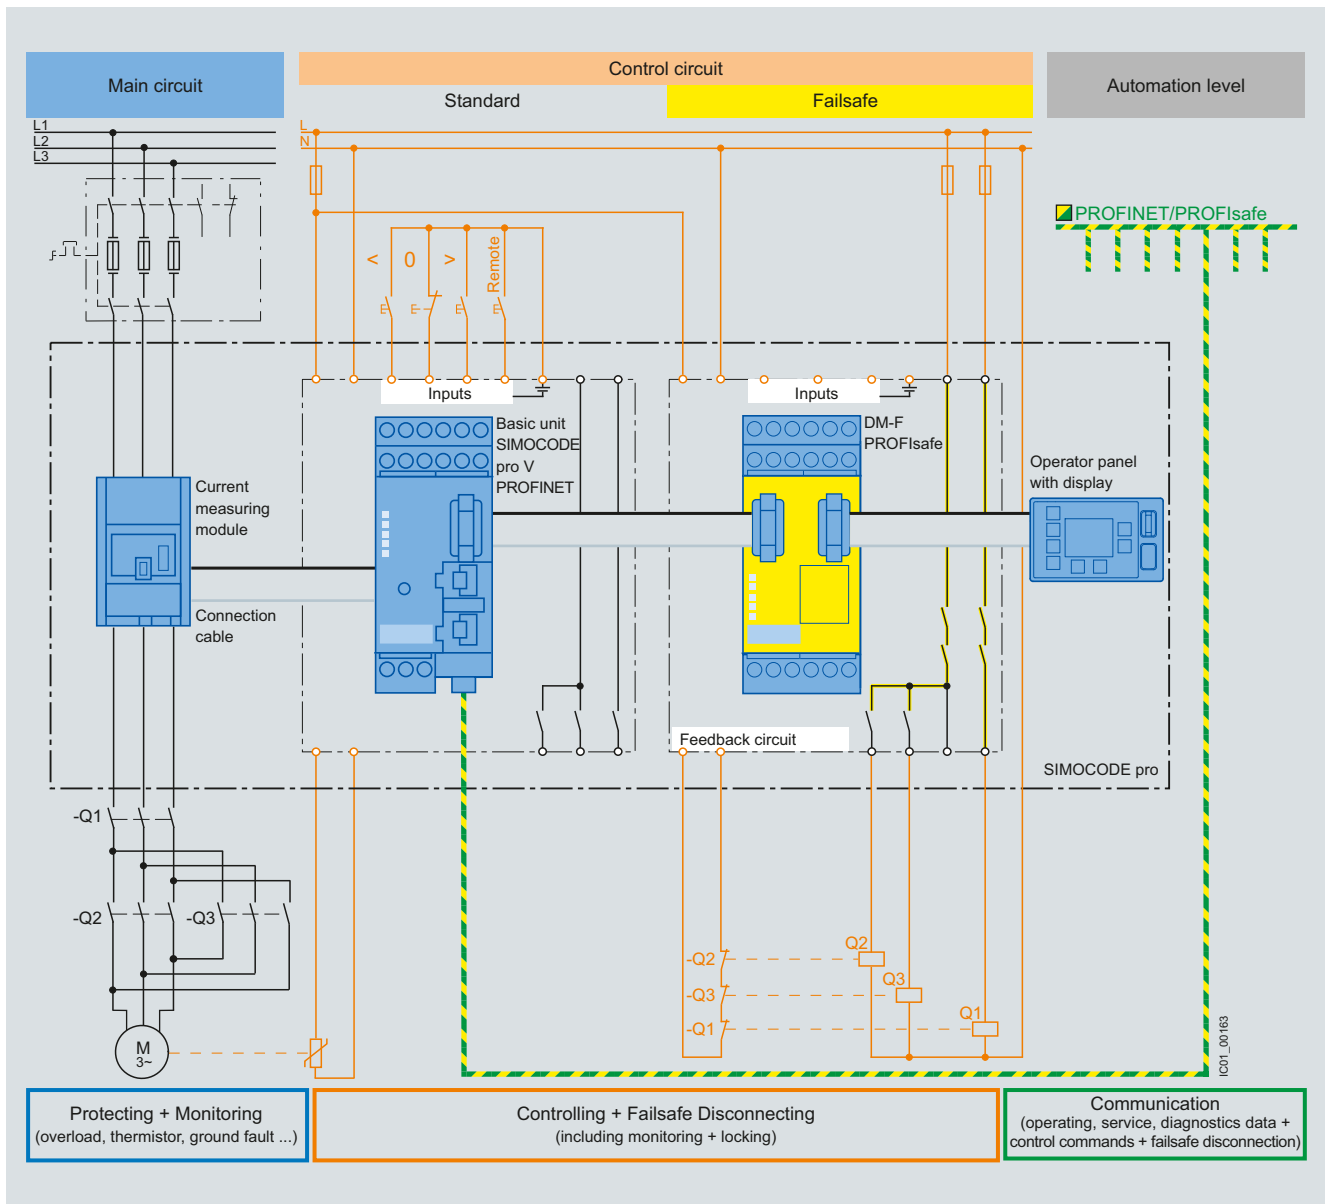 Main circuit
Control circuit
Standard
Failsafe
Automation level
L1
L2
L3
L
N
PROFINET/PROFIsafe
<
0
>
Remote
Inputs
Inputs
Basic unit
SIMOCODE
pro V
PROFINET
DM-F
PROFIsafe
Operator panel
with display
Current
measuring
module
Connection
cable
Feedback circuit
SIMOCODE pro
-Q1
-Q2
-Q3
-Q2
-Q3
-Q1
Q2
Q3
Q1
M
3~
IC01_00163
Protecting + Monitoring
(overload, thermistor, ground fault ...)
Controlling + Failsafe Disconnecting
(including monitoring + locking)
Communication
(operating, service, diagnostics data +
control commands + failsafe disconnection)